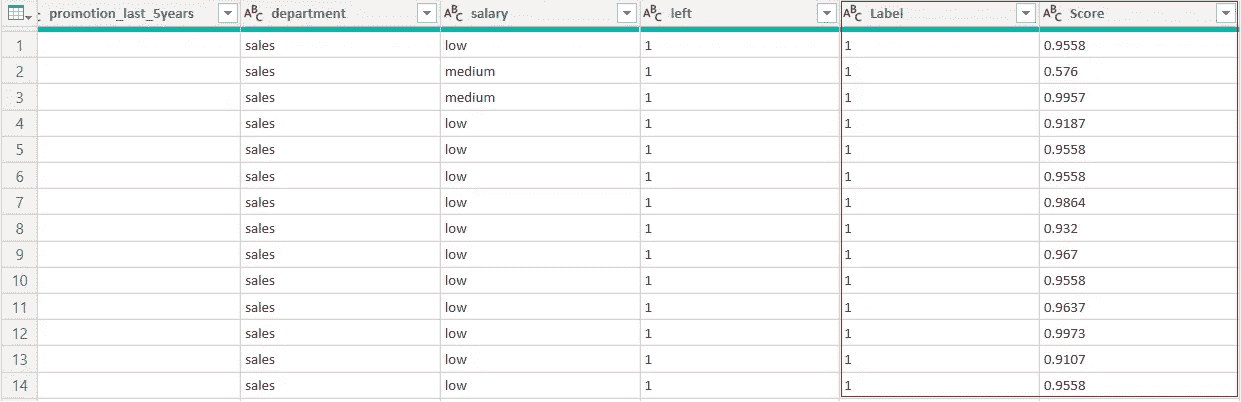 promotion_last_5years ABC department ABC salary ABC left ABC Label ABC Score
1 sales low 1 1 0.9558
2 sales medium 1 1 0.576
3 sales medium 1 1 0.9957
4 sales low 1 1 0.9187
5 sales low 1 1 0.9558
6 sales low 1 1 0.9558
7 sales low 1 1 0.9864
8 sales low 1 1 0.932
9 sales low 1 1 0.967
10 sales low 1 1 0.9558
11 sales low 1 1 0.9637
12 sales low 1 1 0.9973
13 sales low 1 1 0.9107
14 sales low 1 1 0.9558